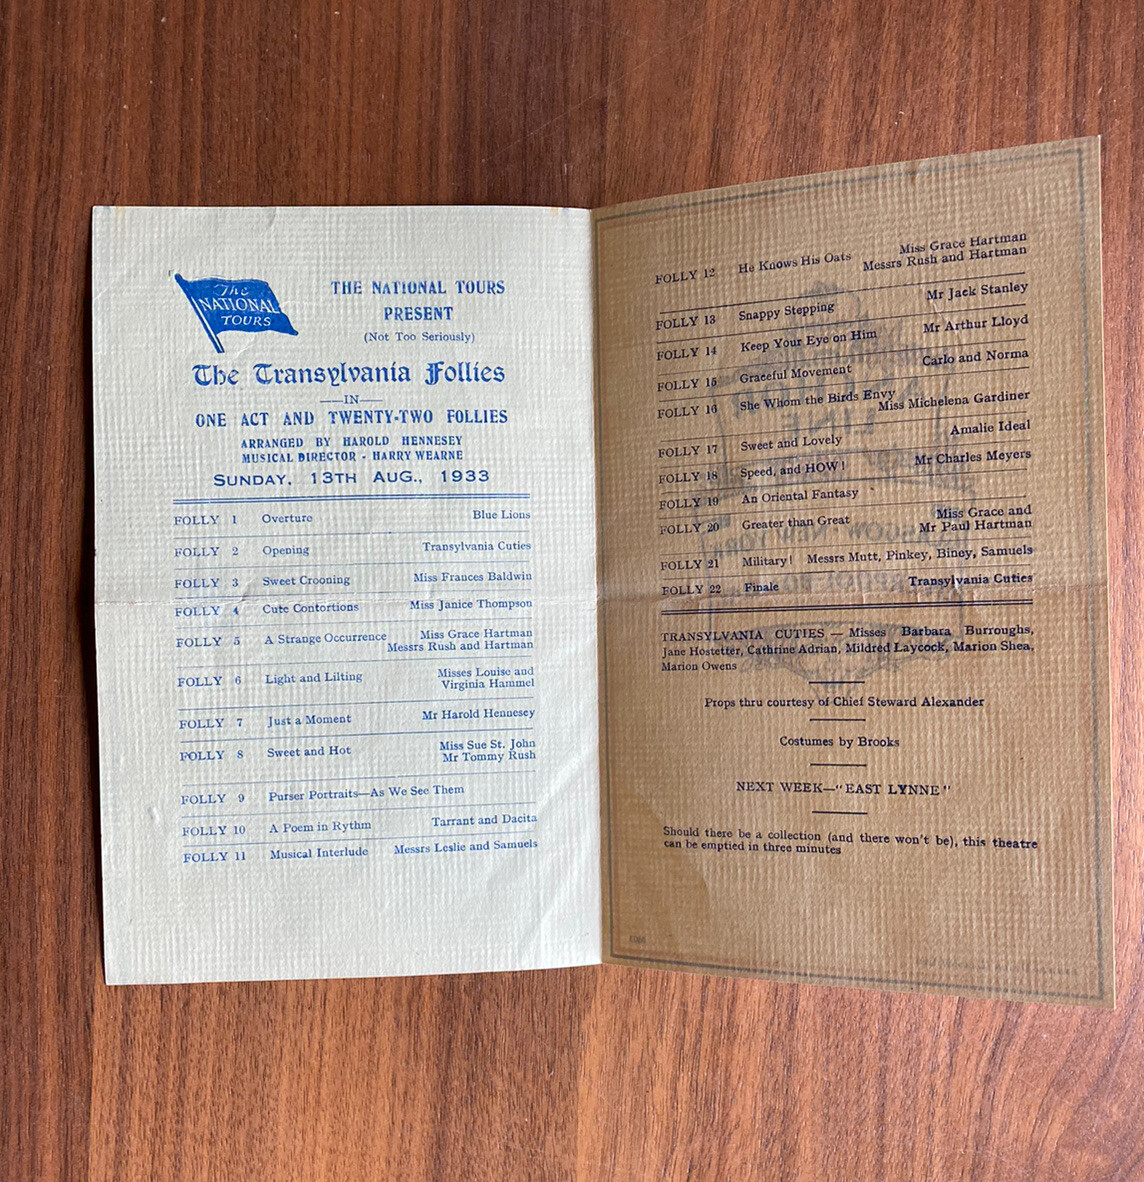 The
NATIONAL
TOURS
THE NATIONAL TOURS
PRESENT
(Not Too Seriously)
The Transylvania Follies
—IN—
ONE ACT AND TWENTY-TWO FOLLIES
ARRANGED BY HAROLD HENNESEY
MUSICAL DIRECTOR - HARRY WEARNE
SUNDAY, 13TH AUG., 1933
FOLLY 1 Overture Blue Lions
FOLLY 2 Opening Transylvania Cuties
FOLLY 3 Sweet Crooning Miss Frances Baldwin
FOLLY 4 Cute Contortions Miss Janice Thompson
FOLLY 5 A Strange Occurrence Miss Grace Hartman
Messrs Rush and Hartman
FOLLY 6 Light and Lilting Misses Louise and
Virginia Hammel
FOLLY 7 Just a Moment Mr Harold Hennesey
FOLLY 8 Sweet and Hot Miss Sue St. John
Mr Tommy Rush
FOLLY 9 Purser Portraits—As We See Them
FOLLY 10 A Poem in Rythm Tarrant and Dacita
FOLLY 11 Musical Interlude Messrs Leslie and Samuels
FOLLY 12 He Knows His Oats Miss Grace Hartman
Messrs Rush and Hartman
FOLLY 13 Snappy Stepping Mr Jack Stanley
FOLLY 14 Keep Your Eye on Him Mr Arthur Lloyd
FOLLY 15 Graceful Movement Carlo and Norma
FOLLY 16 She Whom the Birds Envy
Miss Michelena Gardiner
FOLLY 17 Sweet and Lovely Amalie Ideal
FOLLY 18 Speed, and HOW! Mr Charles Meyers
FOLLY 19 An Oriental Fantasy
FOLLY 20 Greater than Great Miss Grace and
Mr Paul Hartman
FOLLY 21 Military! Messrs Mutt, Pinkey, Biney, Samuels
FOLLY 22 Finale Transylvania Cuties
TRANSYLVANIA CUTIES — Misses Barbara Burroughs,
Jane Hostetter, Cathrine Adrian, Mildred Laycock, Marion Shea,
Marion Owens
Props thru courtesy of Chief Steward Alexander
Costumes by Brooks
NEXT WEEK—"EAST LYNNE"
Should there be a collection (and there won't be), this theatre
can be emptied in three minutes